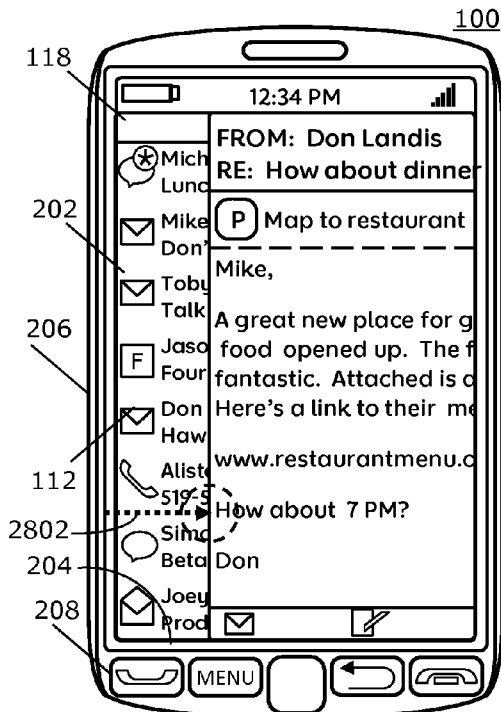 100
118
12:34 PM
FROM: Don Landis
RE: How about dinner
Mich
Lunc
P Map to restaurant
Mike
Don'
202
Mike,
Toby
Talk
A great new place for g
food opened up. The f
fantastic. Attached is a
Here's a link to their me
206
F Jaso
Four
Don
Haw
112
www.restaurantmenu.c
Aliste
519-5
2802
How about 7 PM?
Simo
Beta
Don
204
Joey
Prod
208
MENU